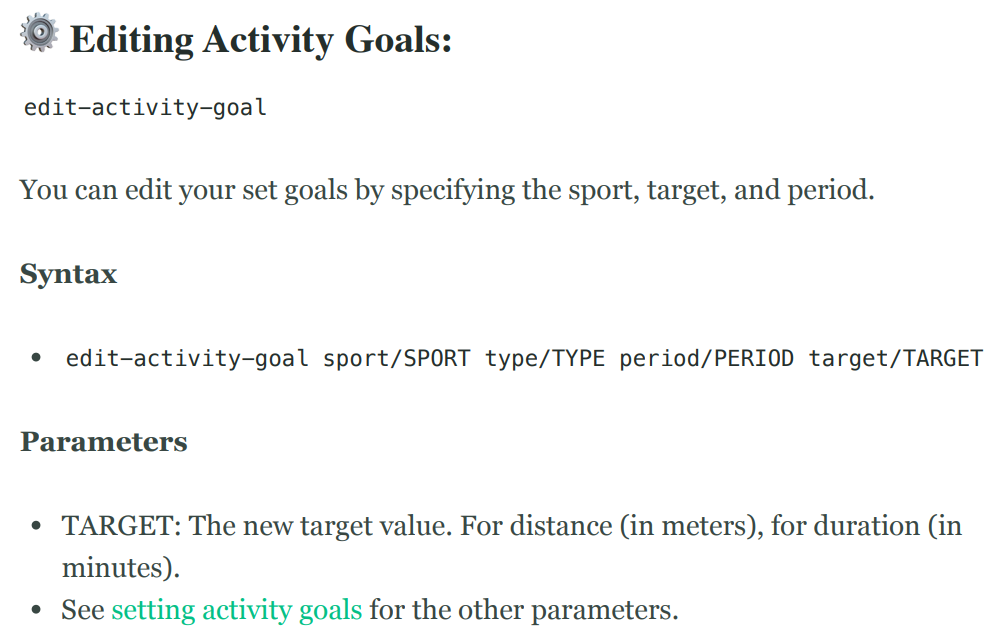 Editing Activity Goals:
edit-activity-goal
You can edit your set goals by specifying the sport, target, and period.
Syntax
• edit-activity-goal sport/SPORT type/TYPE period/PERIOD target/TARGET
Parameters
• TARGET: The new target value. For distance (in meters), for duration (in
minutes).
• See setting activity goals for the other parameters.